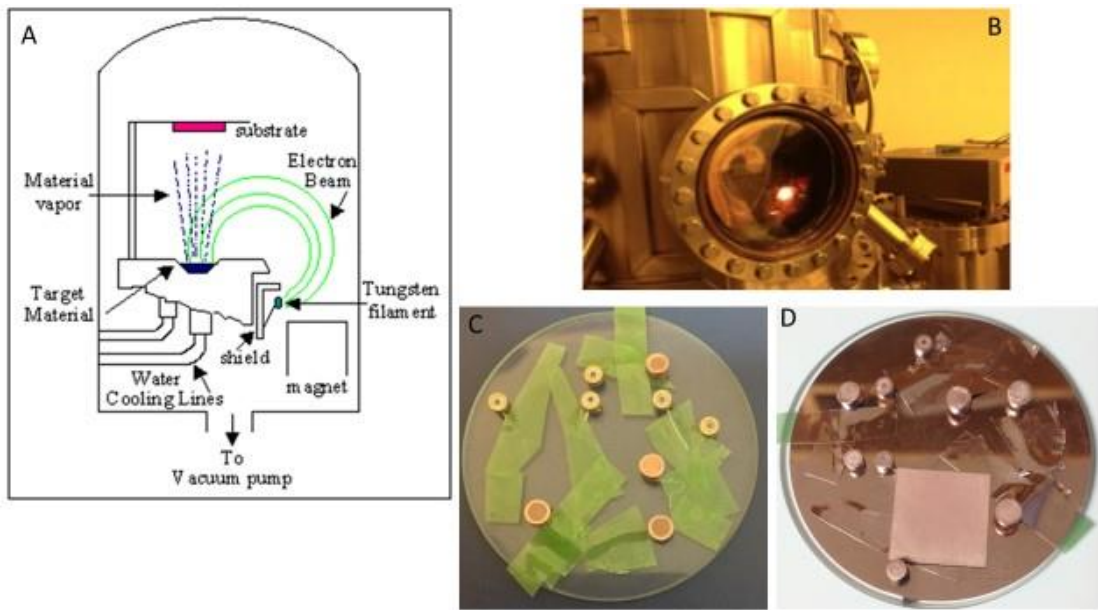 A
substrate
Electron
Beam
Material
vapor
Target
Material
Tungsten
filament
shield
magnet
Water
Cooling Lines
To
Vacuum pump
B
C
D